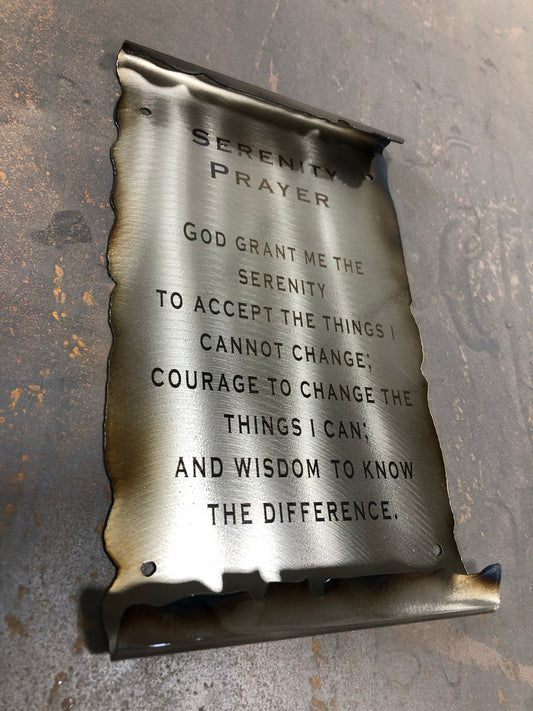 SERENITY
PRAYER
GOD GRANT ME THE
SERENITY
TO ACCEPT THE THINGS I
CANNOT CHANGE;
COURAGE TO CHANGE THE
THINGS I CAN;
AND WISDOM TO KNOW
THE DIFFERENCE.